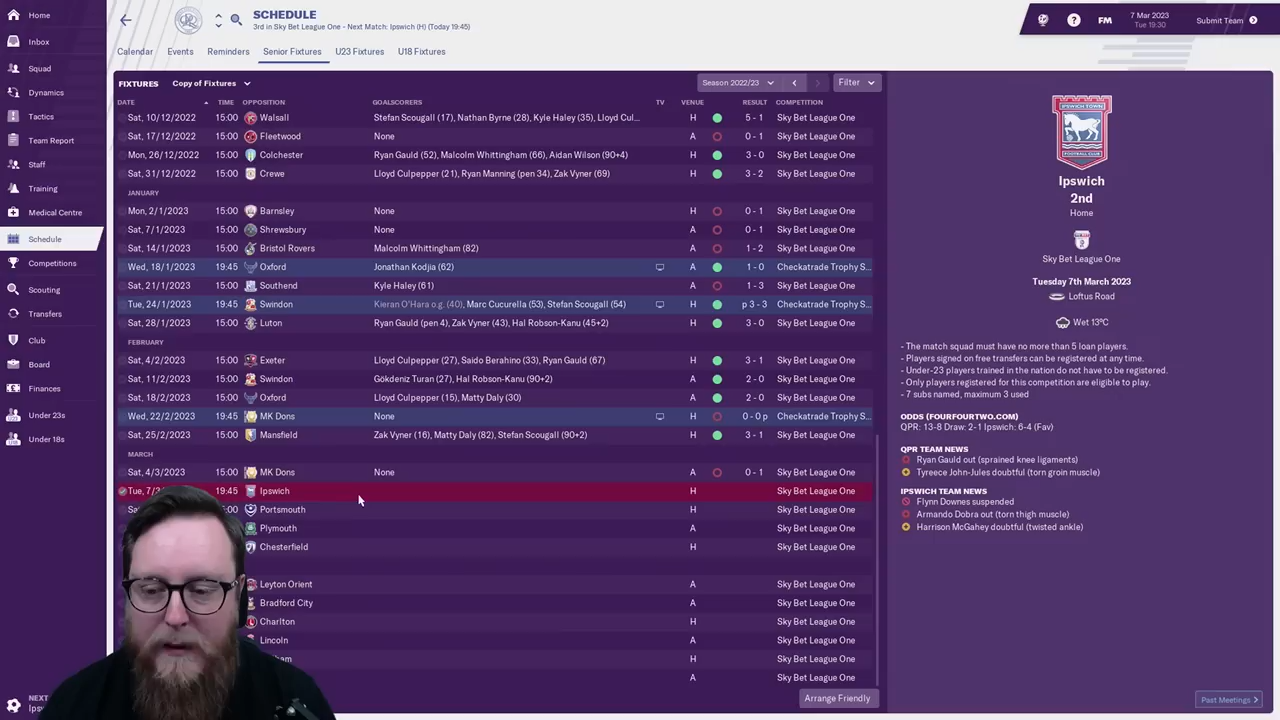 Home
Inbox
Squad
Dynamics
Tactics
Team Report
Staff
Training
Medical Centre
Schedule
Competitions
Scouting
Transfers
Club
Board
Finances
Under 23s
Under 18s
NEXT
SCHEDULE
3rd in Sky Bet League One - Next Match: Ipswich (H) (Today 19:45)
FM
7 Mar 2023
Tue 19:30
Submit Team
Calendar Events Reminders Senior Fixtures U23 Fixtures U18 Fixtures
FIXTURES Copy of Fixtures Season 2022/23 Filter
DATE TIME OPPOSITION GOALSCORERS TV VENUE RESULT COMPETITION
Sat, 10/12/2022 15:00 Walsall Stefan Scougall (17), Nathan Byrne (28), Kyle Haley (35), Lloyd Cul... H 5 - 1 Sky Bet League One
Sat, 17/12/2022 15:00 Fleetwood None A 0 - 1 Sky Bet League One
Mon, 26/12/2022 15:00 Colchester Ryan Gauld (52), Malcolm Whittingham (66), Aidan Wilson (90+4) H 3 - 0 Sky Bet League One
Sat, 31/12/2022 15:00 Crewe Lloyd Culpepper (21), Ryan Manning (pen 34), Zak Vyner (69) H 3 - 2 Sky Bet League One
JANUARY
Mon, 2/1/2023 15:00 Barnsley None H 0 - 1 Sky Bet League One
Sat, 7/1/2023 15:00 Shrewsbury None A 0 - 1 Sky Bet League One
Sat, 14/1/2023 15:00 Bristol Rovers Malcolm Whittingham (82) A 1 - 2 Sky Bet League One
Wed, 18/1/2023 19:45 Oxford Jonathan Kodjia (62) A 1 - 0 Checkatrade Trophy S...
Sat, 21/1/2023 15:00 Southend Kyle Haley (61) A 1 - 3 Sky Bet League One
Tue, 24/1/2023 19:45 Swindon Kieran O'Hara o.g. (40), Marc Cucurella (53), Stefan Scougall (54) H p 3 - 3 Checkatrade Trophy S...
Sat, 28/1/2023 15:00 Luton Ryan Gauld (pen 4), Zak Vyner (43), Hal Robson-Kanu (45+2) H 3 - 0 Sky Bet League One
FEBRUARY
Sat, 4/2/2023 15:00 Exeter Lloyd Culpepper (27), Saido Berahino (33), Ryan Gauld (67) H 3 - 1 Sky Bet League One
Sat, 11/2/2023 15:00 Swindon Gökdeniz Turan (27), Hal Robson-Kanu (90+2) H 2 - 0 Sky Bet League One
Sat, 18/2/2023 15:00 Oxford Lloyd Culpepper (15), Matty Daly (30) A 2 - 0 Sky Bet League One
Wed, 22/2/2023 19:45 MK Dons None H 0 - 0 p Checkatrade Trophy S...
Sat, 25/2/2023 15:00 Mansfield Zak Vyner (16), Matty Daly (82), Stefan Scougall (90+2) H 3 - 1 Sky Bet League One
MARCH
Sat, 4/3/2023 15:00 MK Dons None A 0 - 1 Sky Bet League One
Tue, 7/3 19:45 Ipswich H Sky Bet League One
Portsmouth H Sky Bet League One
Plymouth A Sky Bet League One
Chesterfield H Sky Bet League One
Leyton Orient A Sky Bet League One
Bradford City A Sky Bet League One
Charlton H Sky Bet League One
Lincoln A Sky Bet League One
H Sky Bet League One
A Sky Bet League One
Arrange Friendly
IPSWICH TOWN
FOOTBALL CLUB
Ipswich
2nd
Home
Sky Bet League One
Tuesday 7th March 2023
Loftus Road
Wet 13°C
- The match squad must have no more than 5 loan players.
- Players signed on free transfers can be registered at any time.
- Under-23 players trained in the nation do not have to be registered.
- Only players registered for this competition are eligible to play.
- 7 subs named, maximum 3 used
ODDS (FOURFOURTWO.COM)
QPR: 13-8 Draw: 2-1 Ipswich: 6-4 (Fav)
QPR TEAM NEWS
Ryan Gauld out (sprained knee ligaments)
Tyreece John-Jules doubtful (torn groin muscle)
IPSWICH TEAM NEWS
Flynn Downes suspended
Armando Dobra out (torn thigh muscle)
Harrison McGahey doubtful (twisted ankle)
Past Meetings